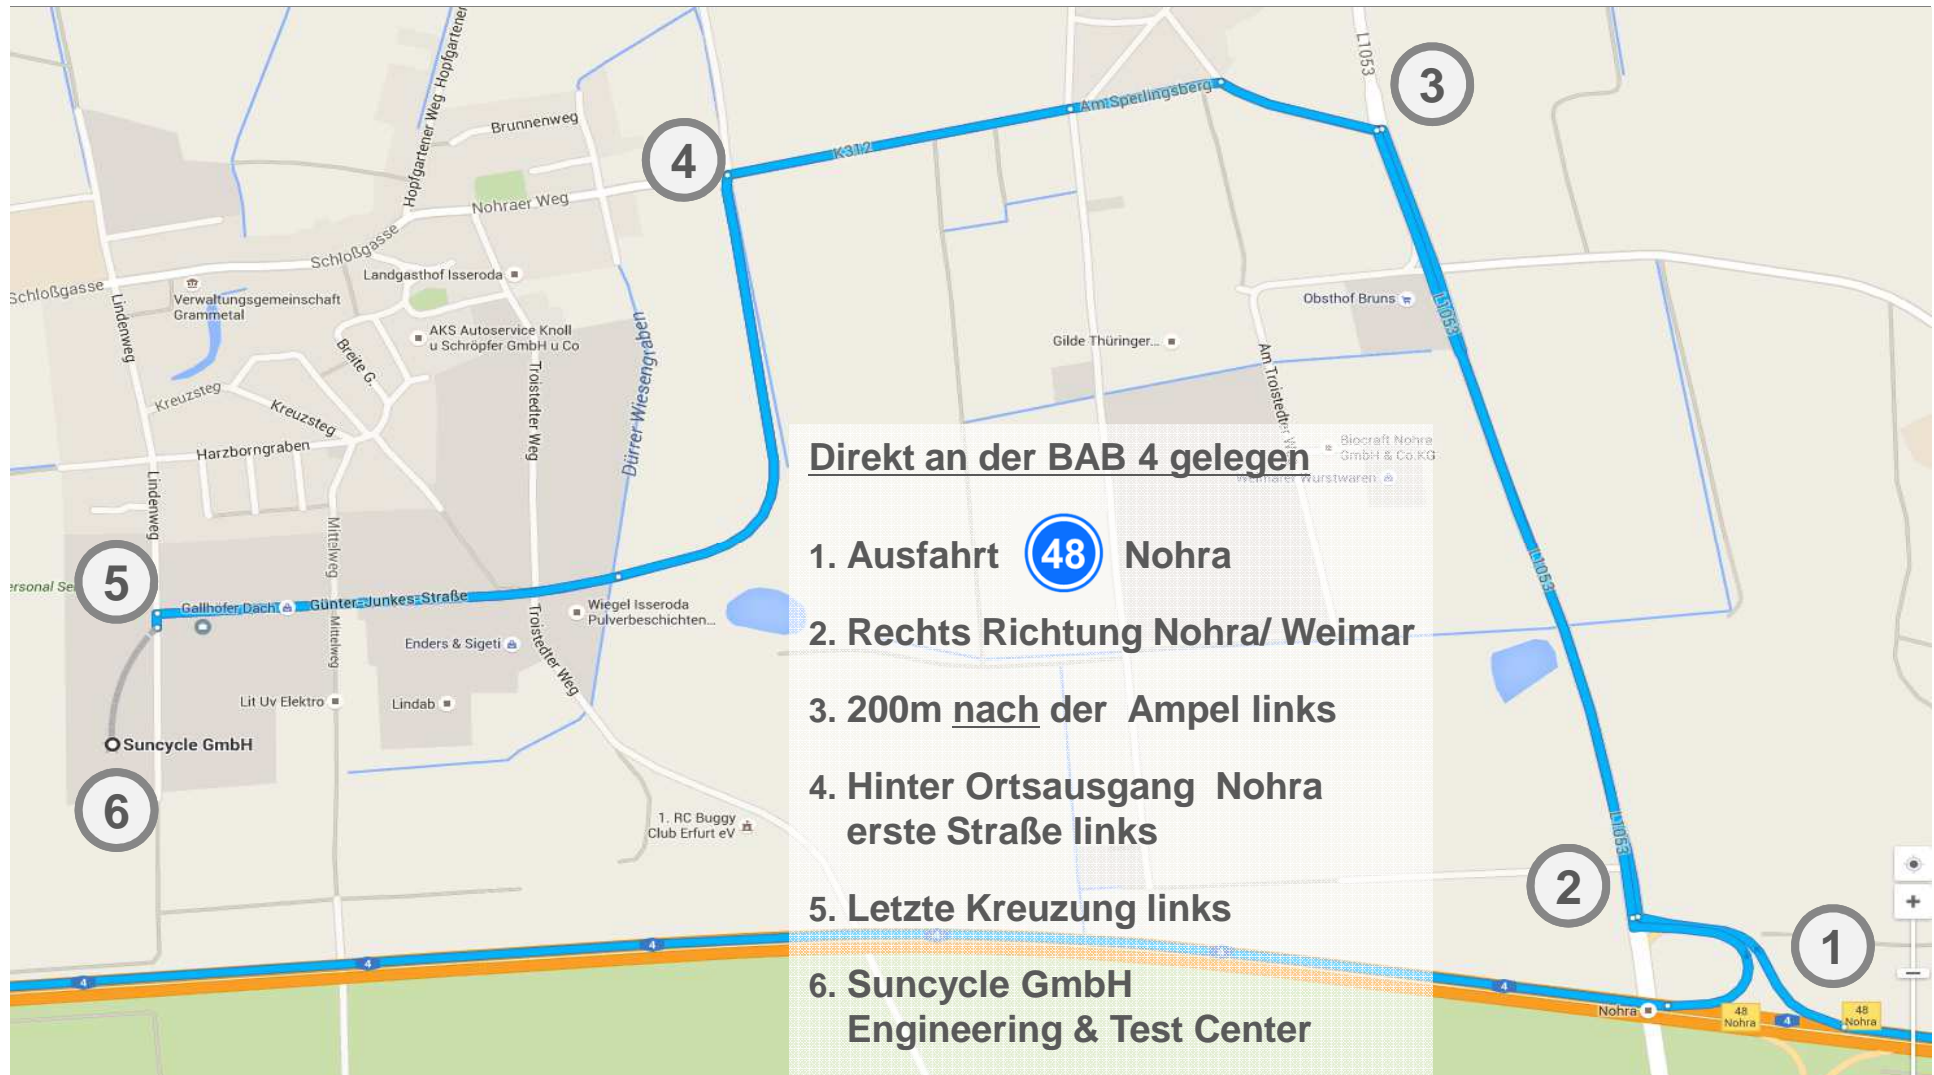 L1053
3
Hopfgartener Weg Hopfgartener
Brunnenweg
Am Sperlingsberg
4
K312
Nohraer Weg
Schloßgasse
Schloßgasse
Landgasthof Isseroda
Verwaltungsgemeinschaft
Grammetal
Lindenweg
Obsthof Bruns
L1053
AKS Autoservice Knoll
u Schröpfer GmbH u Co
Breite G.
Dürrer Wiesengraben
Gilde Thüringer...
Am Troistedter
Troistedter Weg
Kreuzsteg
Kreuzsteg
Harzborngraben
Lindenweg
Direkt an der BAB 4 gelegen
Biocraft Nohra
GmbH & Co.KG
Weimarer Wurstwaren
Mittelweg
1. Ausfahrt 48 Nohra
5
Gallhöfer Dach
Günter-Junkes-Straße
Wiegel Isseroda
Pulverbeschichten...
L1053
Troistedter Weg
Mittelweg
Enders & Sigeti
2. Rechts Richtung Nohra/ Weimar
Lit Uv Elektro
Lindab
3. 200m nach der Ampel links
Suncycle GmbH
6
4. Hinter Ortsausgang Nohra
erste Straße links
1. RC Buggy
Club Erfurt eV
L1053
2
5. Letzte Kreuzung links
1
4
4
4
6. Suncycle GmbH
Engineering & Test Center
4
Nohra
48
Nohra
4
48
Nohra